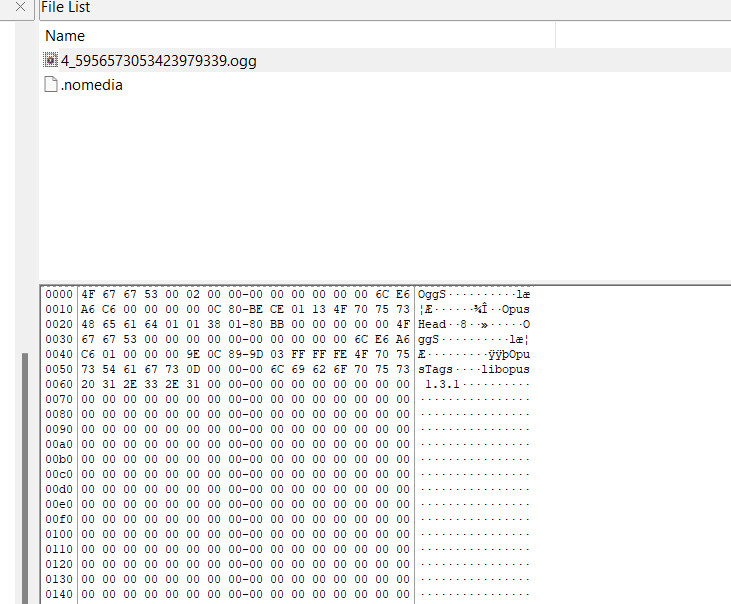 File List
Name
4_5956573053423979339.ogg
.nomedia
0000 4F 67 67 53 00 02 00 00-00 00 00 00 00 00 6C E6 OggS··········læ
0010 A6 C6 00 00 00 00 0C 80-BE CE 01 13 4F 70 75 73 ¦Æ······¾Î··Opus
0020 48 65 61 64 01 01 38 01-80 BB 00 00 00 00 00 4F Head··8··»·····O
0030 67 67 53 00 00 00 00 00-00 00 00 00 00 6C E6 A6 ggS··········læ¦
0040 C6 01 00 00 00 9E 0C 89-9D 03 FF FF FE 4F 70 75 Æ·········ÿÿþOpu
0050 73 54 61 67 73 0D 00 00-00 6C 69 62 6F 70 75 73 sTags····libopus
0060 20 31 2E 33 2E 31 00 00-00 00 00 00 00 00 00 00 1.3.1··········
0070 00 00 00 00 00 00 00 00-00 00 00 00 00 00 00 00 ················
0080 00 00 00 00 00 00 00 00-00 00 00 00 00 00 00 00 ················
0090 00 00 00 00 00 00 00 00-00 00 00 00 00 00 00 00 ················
00a0 00 00 00 00 00 00 00 00-00 00 00 00 00 00 00 00 ················
00b0 00 00 00 00 00 00 00 00-00 00 00 00 00 00 00 00 ················
00c0 00 00 00 00 00 00 00 00-00 00 00 00 00 00 00 00 ················
00d0 00 00 00 00 00 00 00 00-00 00 00 00 00 00 00 00 ················
00e0 00 00 00 00 00 00 00 00-00 00 00 00 00 00 00 00 ················
00f0 00 00 00 00 00 00 00 00-00 00 00 00 00 00 00 00 ················
0100 00 00 00 00 00 00 00 00-00 00 00 00 00 00 00 00 ················
0110 00 00 00 00 00 00 00 00-00 00 00 00 00 00 00 00 ················
0120 00 00 00 00 00 00 00 00-00 00 00 00 00 00 00 00 ················
0130 00 00 00 00 00 00 00 00-00 00 00 00 00 00 00 00 ················
0140 00 00 00 00 00 00 00 00-00 00 00 00 00 00 00 00 ················